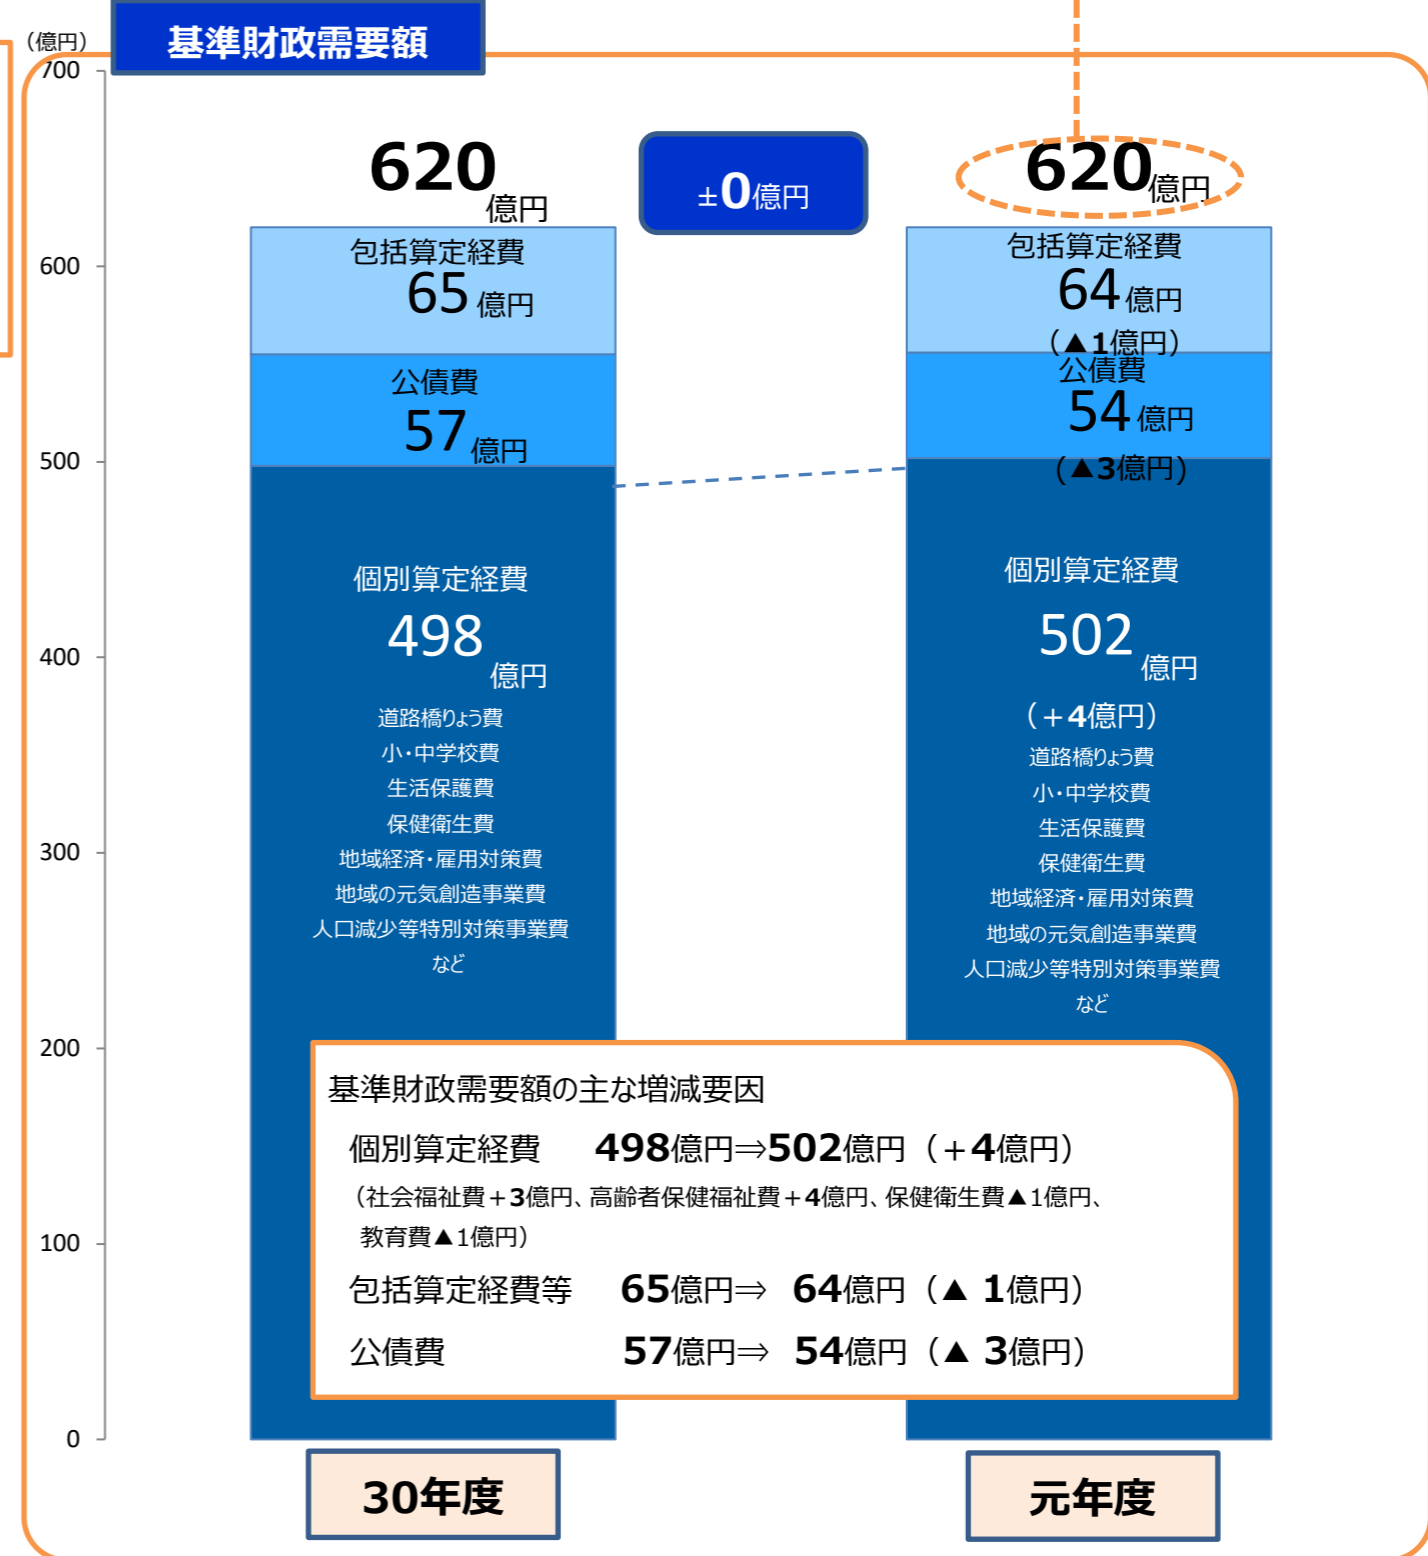 （億円）
基準財政需要額
700
600
500
400
300
200
100
0
620
億円
±0億円
620億円
包括算定経費
65億円
公債費
57億円
個別算定経費
498
億円
道路橋りょう費
小・中学校費
生活保護費
保健衛生費
地域経済・雇用対策費
地域の元気創造事業費
人口減少等特別対策事業費
など
包括算定経費
64億円
（▲1億円）
公債費
54億円
（▲3億円）
個別算定経費
502
億円
（＋4億円）
道路橋りょう費
小・中学校費
生活保護費
保健衛生費
地域経済・雇用対策費
地域の元気創造事業費
人口減少等特別対策事業費
など
基準財政需要額の主な増減要因
個別算定経費　498億円⇒502億円（＋4億円）
（社会福祉費＋3億円、高齢者保健福祉費＋4億円、保健衛生費▲1億円、
教育費▲1億円）
包括算定経費等　65億円⇒ 64億円（▲ 1億円）
公債費　57億円⇒ 54億円（▲ 3億円）
30年度
元年度